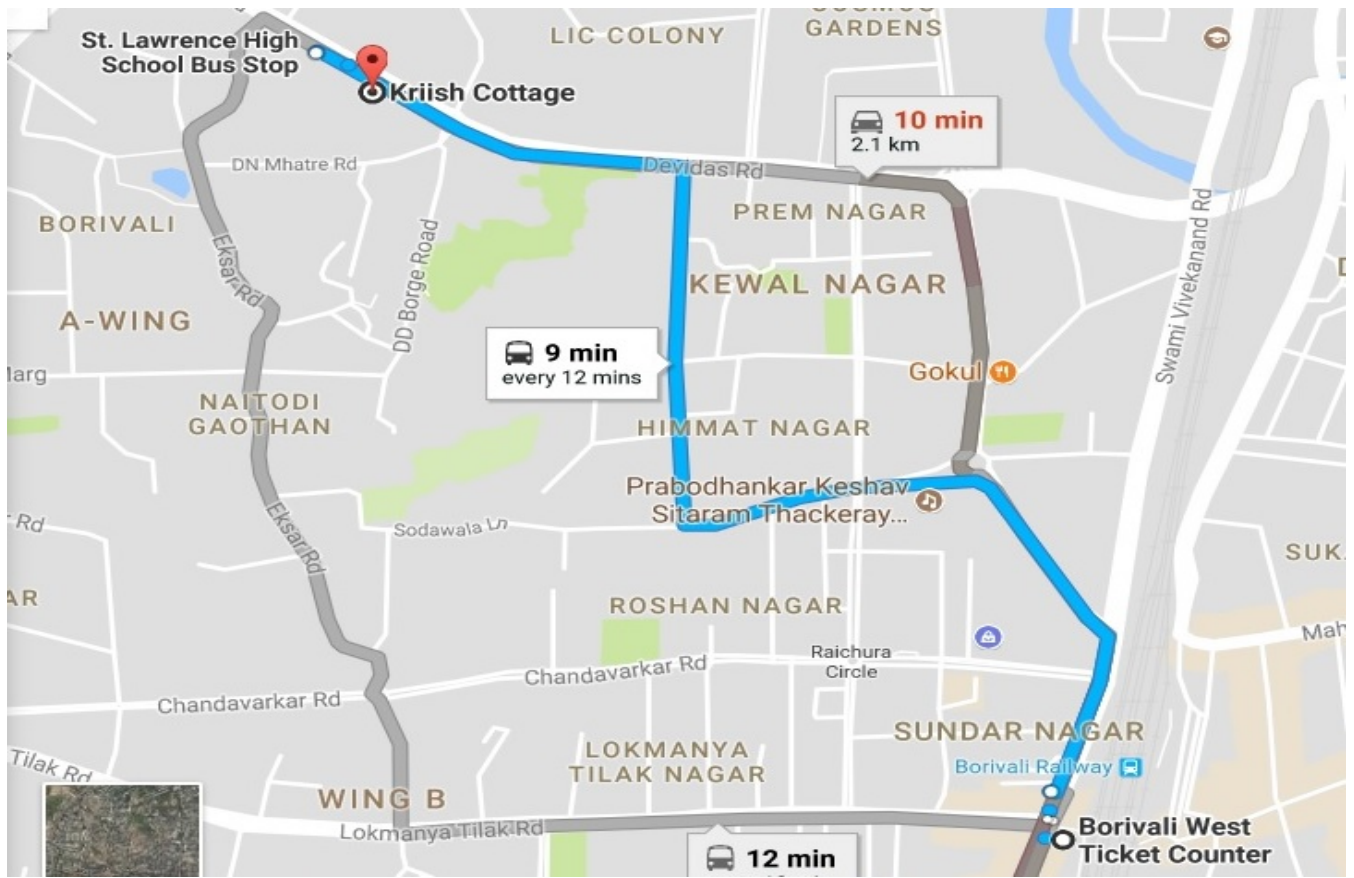 COSMOS
GARDENS
LIC COLONY
St. Lawrence High
School Bus Stop
Kriish Cottage
10 min
2.1 km
DN Mhatre Rd
Devidas Rd
PREM NAGAR
BORIVALI
Swami Vivekanand Rd
Eksar Rd
DD Borge Road
KEWAL NAGAR
A-WING
9 min
every 12 mins
Gokul
Marg
NAITODI
GAOTHAN
HIMMAT NAGAR
Prabodhankar Keshav
Sitaram Thackeray...
Rd
Sodawala Ln
Eksar Rd
SUK
AR
ROSHAN NAGAR
Mah
Raichura
Circle
Chandavarkar Rd
Chandavarkar Rd
SUNDAR NAGAR
LOKMANYA
TILAK NAGAR
Borivali Railway
Tilak Rd
WING B
Lokmanya Tilak Rd
Borivali West
Ticket Counter
12 min